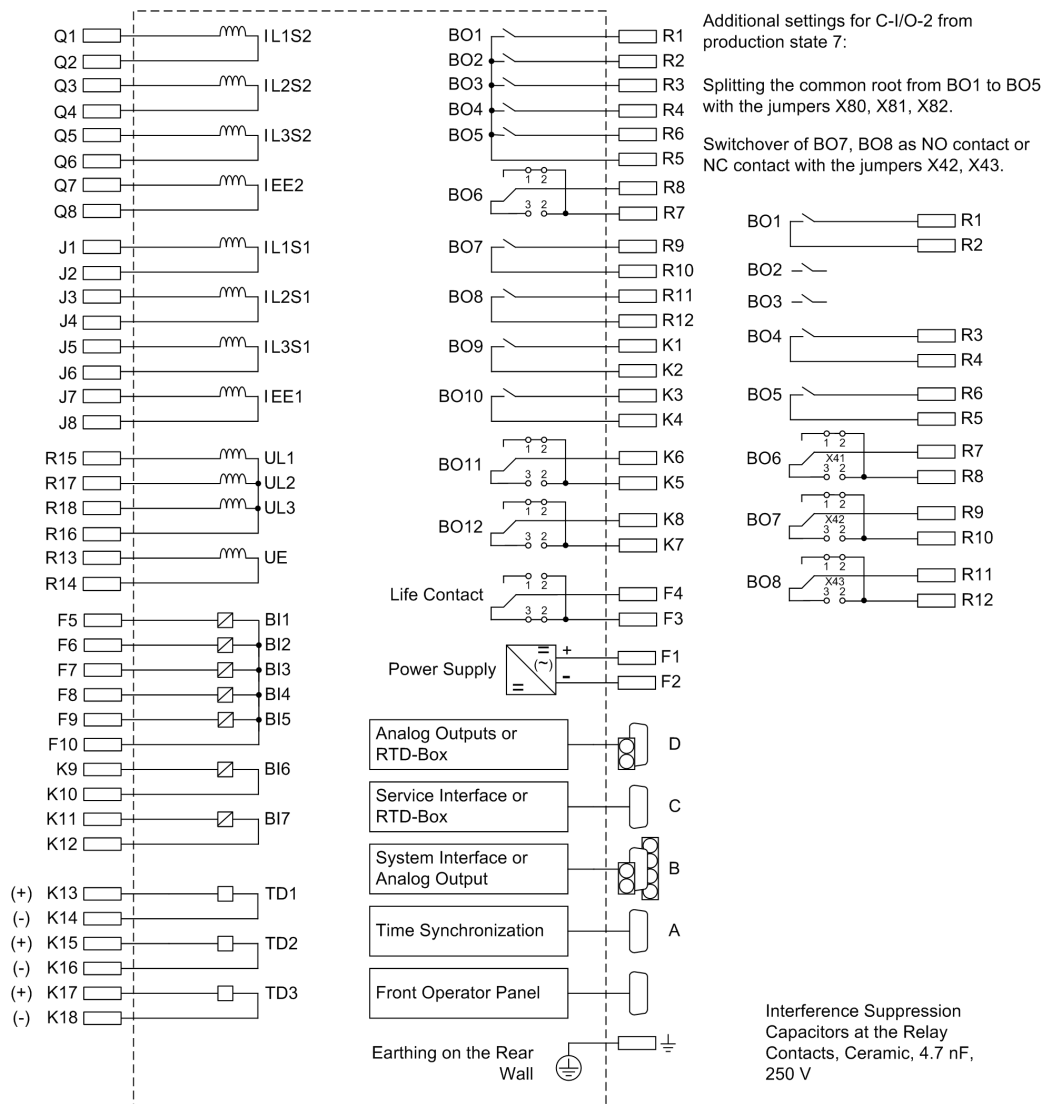 Q1 IL1S2
Q2
Q3 IL2S2
Q4
Q5 IL3S2
Q6
Q7 IEE2
Q8
J1 IL1S1
J2
J3 IL2S1
J4
J5 IL3S1
J6
J7 IEE1
J8
R15 UL1
R17 UL2
R18 UL3
R16
R13 UE
R14
F5 BI1
F6 BI2
F7 BI3
F8 BI4
F9 BI5
F10
K9 BI6
K10
K11 BI7
K12
(+) K13 TD1
(-) K14
(+) K15 TD2
(-) K16
(+) K17 TD3
(-) K18
BO1 R1
BO2 R2
BO3 R3
BO4 R4
BO5 R6
R5
1 2
BO6 R8
3 2
R7
BO7 R9
R10
BO8 R11
R12
BO9 K1
K2
BO10 K3
K4
1 2
BO11 K6
3 2
K5
1 2
BO12 K8
3 2
K7
1 2
Life Contact F4
3 2
F3
Power Supply = (~) = + F1
- F2
Analog Outputs or
RTD-Box
D
Service Interface or
RTD-Box
C
System Interface or
Analog Output
B
Time Synchronization
A
Front Operator Panel
Earthing on the Rear
Wall
Additional settings for C-I/O-2 from
production state 7:
Splitting the common root from BO1 to BO5
with the jumpers X80, X81, X82.
Switchover of BO7, BO8 as NO contact or
NC contact with the jumpers X42, X43.
BO1 R1
R2
BO2
BO3
BO4 R3
R4
BO5 R6
R5
1 2
R7
BO6 X41
3 2
R8
1 2
R9
BO7 X42
3 2
R10
1 2
R11
BO8 X43
3 2
R12
Interference Suppression
Capacitors at the Relay
Contacts, Ceramic, 4.7 nF,
250 V